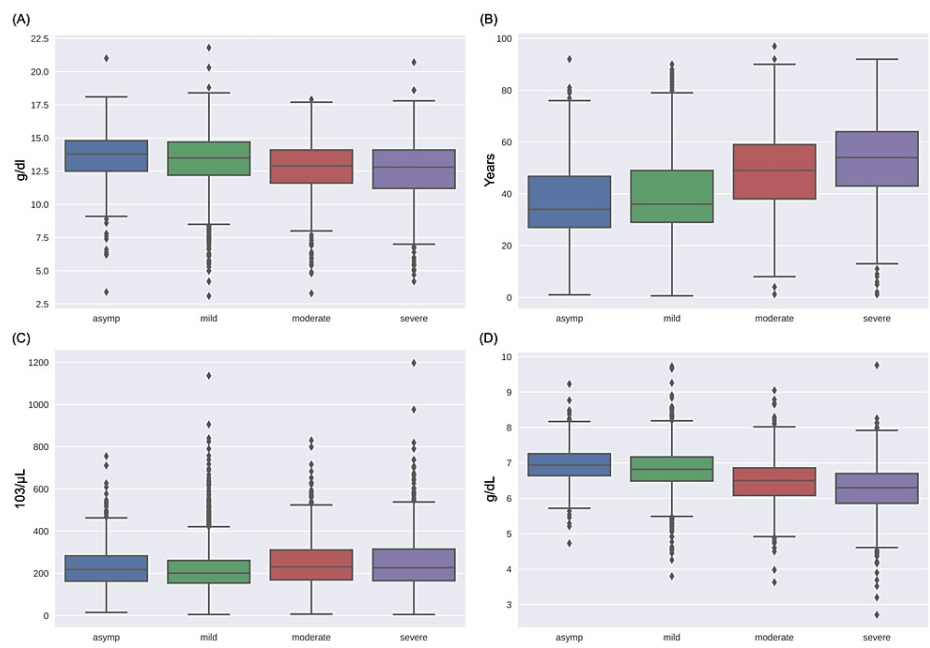 (A)
22.5
20.0
17.5
15.0
12.5
10.0
7.5
5.0
2.5
g/dl
asymp mild moderate severe
(B)
100
80
60
40
20
0
Years
asymp mild moderate severe
(C)
1200
1000
800
600
400
200
0
103/µL
asymp mild moderate severe
(D)
10
9
8
7
6
5
4
3
g/dL
asymp mild moderate severe